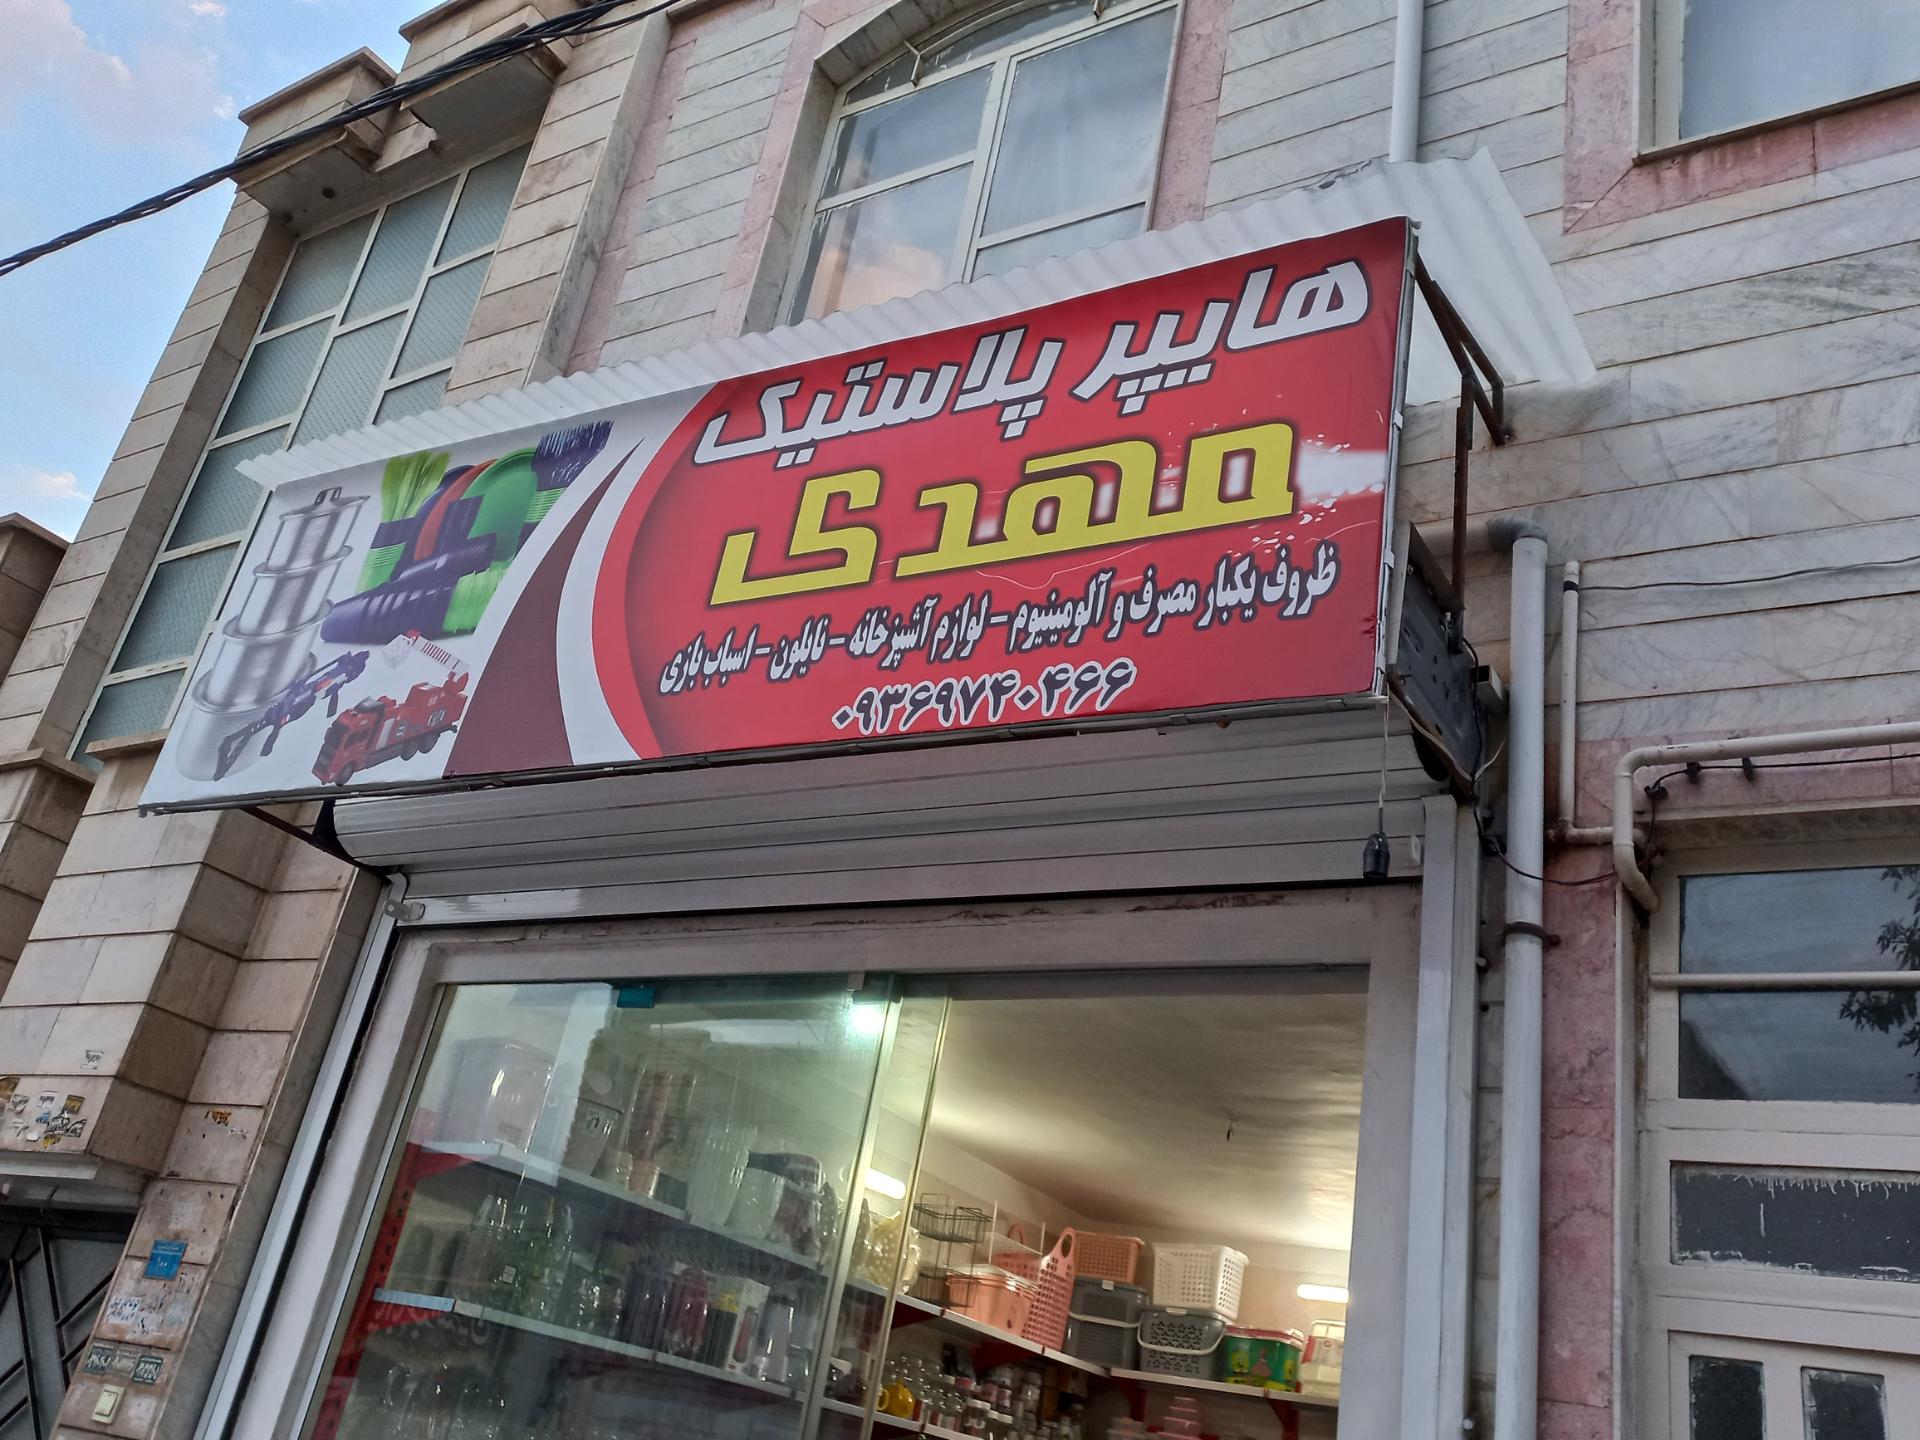 هایپر پلاستیک
مهدی
ظروف یکبار مصرف و آلومینیوم - لوازم آشپزخانه - نایلون - اسباب بازی
۰۹۳۶۹۷۴۰۴۶۶